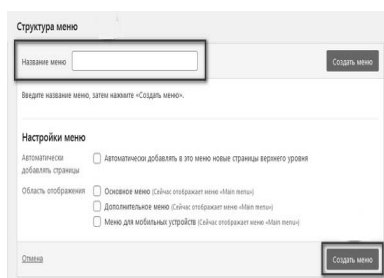 Структура меню
Название меню
Создать меню
Введите название меню, затем нажмите «Создать меню».
Настройки меню
Автоматически добавлять страницы
Автоматически добавлять в это меню новые страницы верхнего уровня
Область отображения
Основное меню (Сейчас отображает меню «Main menu»)
Дополнительное меню (Сейчас отображает меню «Main menu»)
Меню для мобильных устройств (Сейчас отображает меню «Main menu»)
Отмена
Создать меню